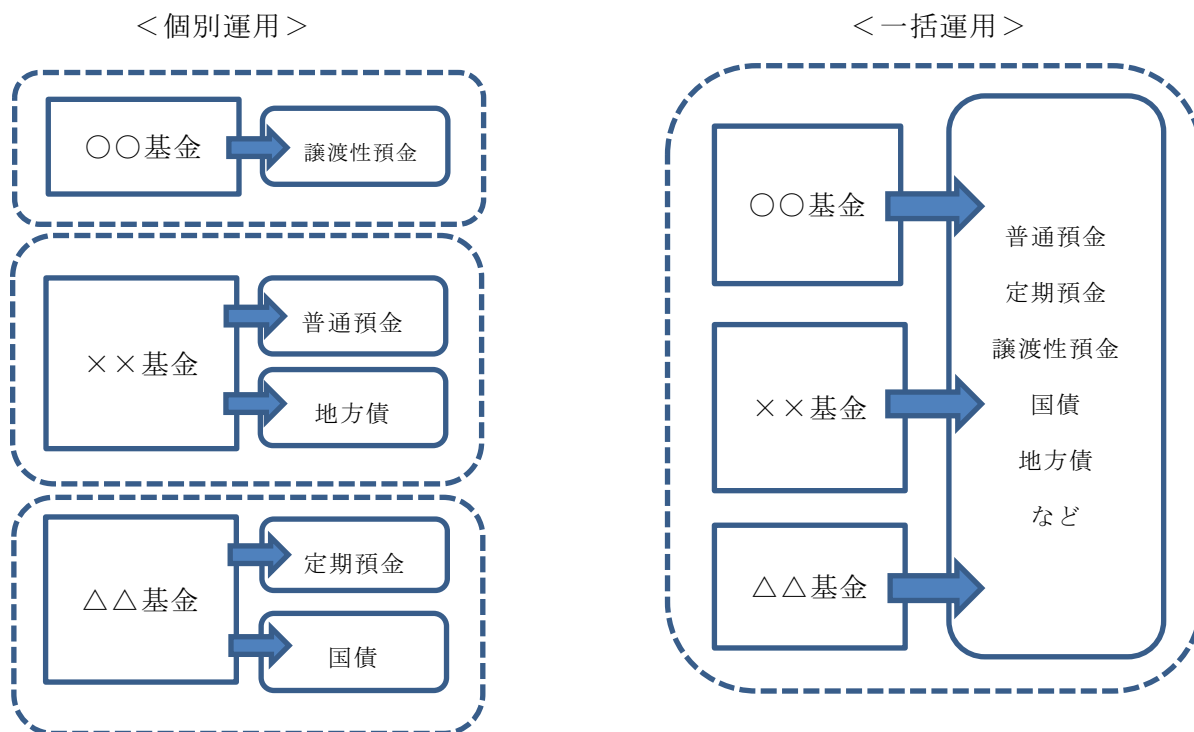 ＜個別運用＞
○○基金
譲渡性預金
××基金
普通預金
地方債
△△基金
定期預金
国債
＜一括運用＞
○○基金
××基金
△△基金
普通預金
定期預金
譲渡性預金
国債
地方債
など